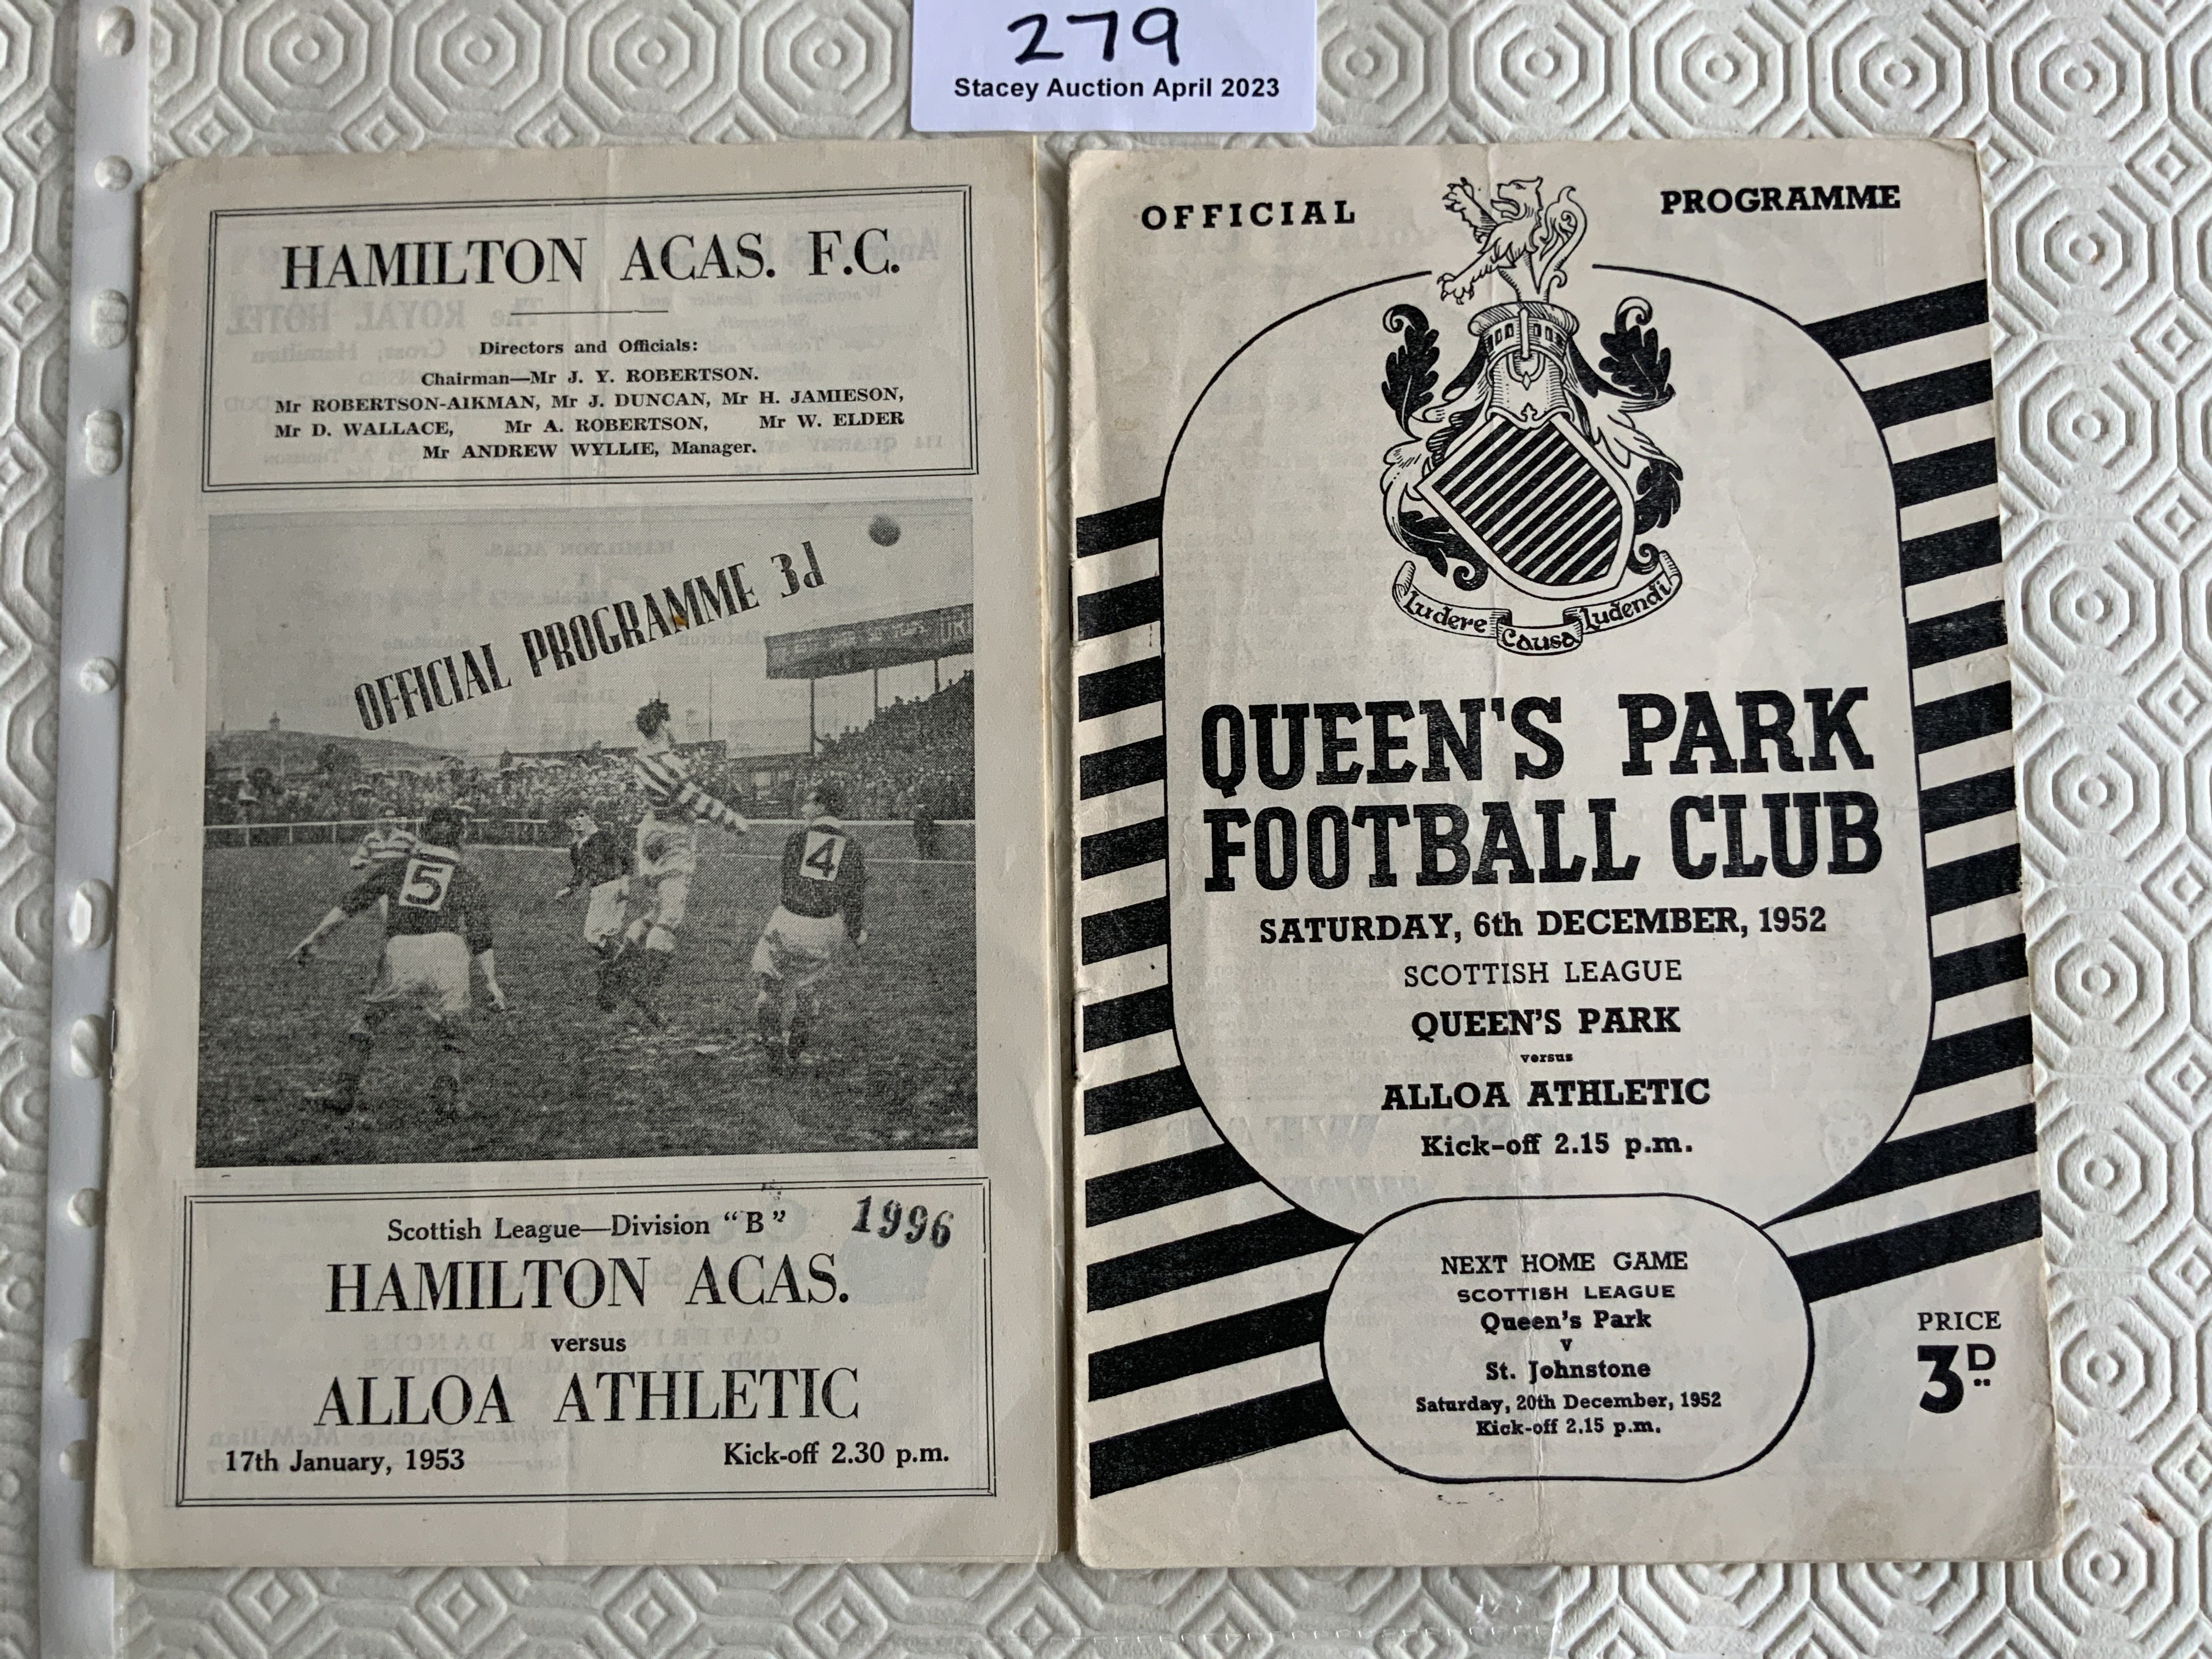 279
Stacey Auction April 2023
HAMILTON ACAS. F.C.
Directors and Officials:
Chairman—Mr J. Y. ROBERTSON.
Mr ROBERTSON-AIKMAN, Mr J. DUNCAN, Mr H. JAMIESON,
Mr D. WALLACE, Mr A. ROBERTSON, Mr W. ELDER
Mr ANDREW WYLLIE, Manager.
OFFICIAL PROGRAMME 3d
5
4
Scottish League—Division "B"
1996
HAMILTON ACAS.
versus
ALLOA ATHLETIC
17th January, 1953 Kick-off 2.30 p.m.
OFFICIAL PROGRAMME
Ludere Causa Ludendi
QUEEN'S PARK
FOOTBALL CLUB
SATURDAY, 6th DECEMBER, 1952
SCOTTISH LEAGUE
QUEEN'S PARK
versus
ALLOA ATHLETIC
Kick-off 2.15 p.m.
NEXT HOME GAME
SCOTTISH LEAGUE
Queen's Park
v
St. Johnstone
Saturday, 20th December, 1952
Kick-off 2.15 p.m.
PRICE
3D